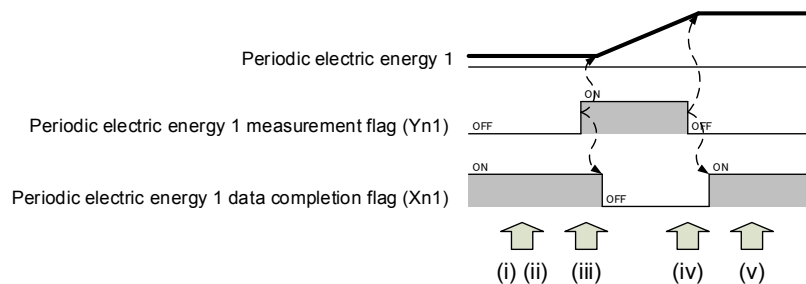 Periodic electric energy 1
ON
Periodic electric energy 1 measurement flag (Yn1)
OFF
OFF
ON
ON
Periodic electric energy 1 data completion flag (Xn1)
OFF
(i) (ii) (iii) (iv) (v)